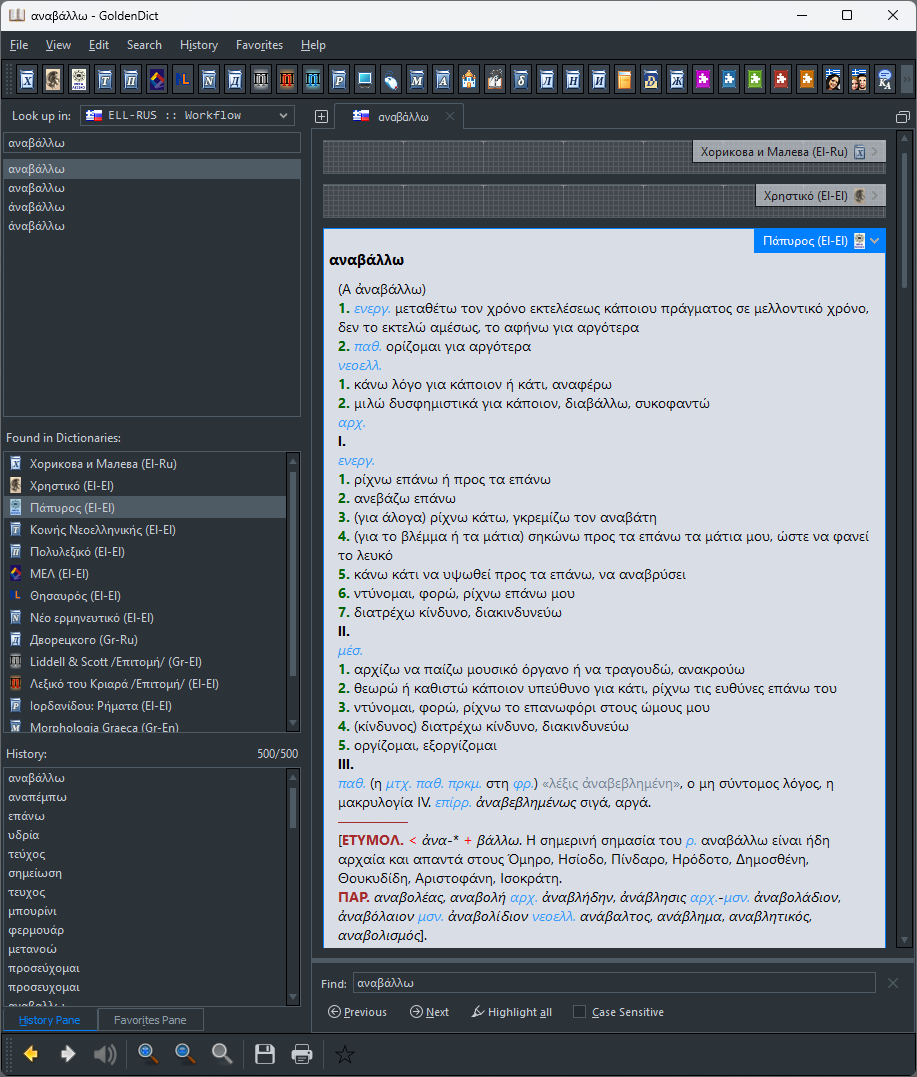 αναβάλλω - GoldenDict
File View Edit Search History Favorites Help
Look up in: ELL-RUS :: Workflow
αναβάλλω
αναβάλλω
αναβαλλω
ἀναβάλλω
ἁναβάλλω
Found in Dictionaries:
Хорикова и Малева (El-Ru)
Χρηστικό (El-El)
Πάπυρος (El-El)
Κοινής Νεοελληνικής (El-El)
Πολυλεξικό (El-El)
ΜΕΛ (El-El)
Θησαυρός (El-El)
Νέο ερμηνευτικό (El-El)
Дворецкого (Gr-Ru)
Liddell & Scott /Επιτομή/ (Gr-El)
Λεξικό του Κριαρά /Επιτομή/ (El-El)
Ιορδανίδου: Ρήματα (El-El)
Morphologia Graeca (Gr-En)
History: 500/500
αναβάλλω
αναπέμπω
επάνω
υδρία
τεύχος
σημείωση
τευχος
μπουρίνι
φερμουάρ
μετανοώ
προσεύχομαι
προσευχομαι
αναβαλλω
History Pane Favorites Pane
αναβάλλω
Хорикова и Малева (El-Ru)
Χρηστικό (El-El)
Πάπυρος (El-El)
αναβάλλω
(Α ἀναβάλλω)
1. ενεργ. μεταθέτω τον χρόνο εκτελέσεως κάποιου πράγματος σε μελλοντικό χρόνο,
δεν το εκτελώ αμέσως, το αφήνω για αργότερα
2. παθ. ορίζομαι για αργότερα
νεοελλ.
1. κάνω λόγο για κάποιον ή κάτι, αναφέρω
2. μιλώ δυσφημιστικά για κάποιον, διαβάλλω, συκοφαντώ
αρχ.
I.
ενεργ.
1. ρίχνω επάνω ή προς τα επάνω
2. ανεβάζω επάνω
3. (για άλογα) ρίχνω κάτω, γκρεμίζω τον αναβάτη
4. (για το βλέμμα ή τα μάτια) σηκώνω προς τα επάνω τα μάτια μου, ώστε να φανεί
το λευκό
5. κάνω κάτι να υψωθεί προς τα επάνω, να αναβρύσει
6. ντύνομαι, φορώ, ρίχνω επάνω μου
7. διατρέχω κίνδυνο, διακινδυνεύω
II.
μέσ.
1. αρχίζω να παίζω μουσικό όργανο ή να τραγουδώ, ανακρούω
2. θεωρώ ή καθιστώ κάποιον υπεύθυνο για κάτι, ρίχνω τις ευθύνες επάνω του
3. ντύνομαι, φορώ, ρίχνω το επανωφόρι στους ώμους μου
4. (κίνδυνος) διατρέχω κίνδυνο, διακινδυνεύω
5. οργίζομαι, εξοργίζομαι
III.
παθ. (η μτχ. παθ. πρκμ. στη φρ.) «λέξις ἀναβεβλημένη», ο μη σύντομος λόγος, η
μακρυλογία IV. επίρρ. ἀναβεβλημένως σιγά, αργά.
[ΕΤΥΜΟΛ. < ἀνα-* + βάλλω. Η σημερινή σημασία του ρ. αναβάλλω είναι ήδη
αρχαία και απαντά στους Όμηρο, Ησίοδο, Πίνδαρο, Ηρόδοτο, Δημοσθένη,
Θουκυδίδη, Αριστοφάνη, Ισοκράτη.
ΠΑΡ. αναβολέας, αναβολή αρχ. ἀναβλήδην, ἀνάβλησις αρχ.-μσν. ἀναβολάδιον,
ἀναβόλαιον μσν. ἀναβολίδιον νεοελλ. ανάβαλτος, ανάβλημα, αναβλητικός,
αναβολισμός].
Find: αναβάλλω
Previous Next Highlight all Case Sensitive